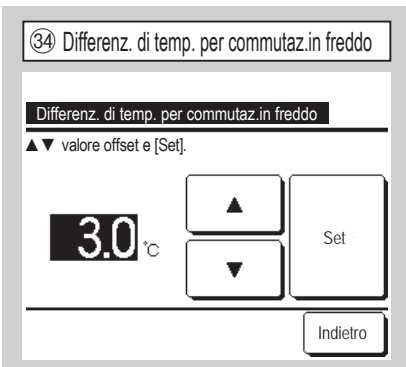 ㉞ Differenz. di temp. per commutaz.in freddo
Differenz. di temp. per commutaz.in freddo
▲▼ valore offset e [Set].
▲
3.0 °C
Set
▼
Indietro